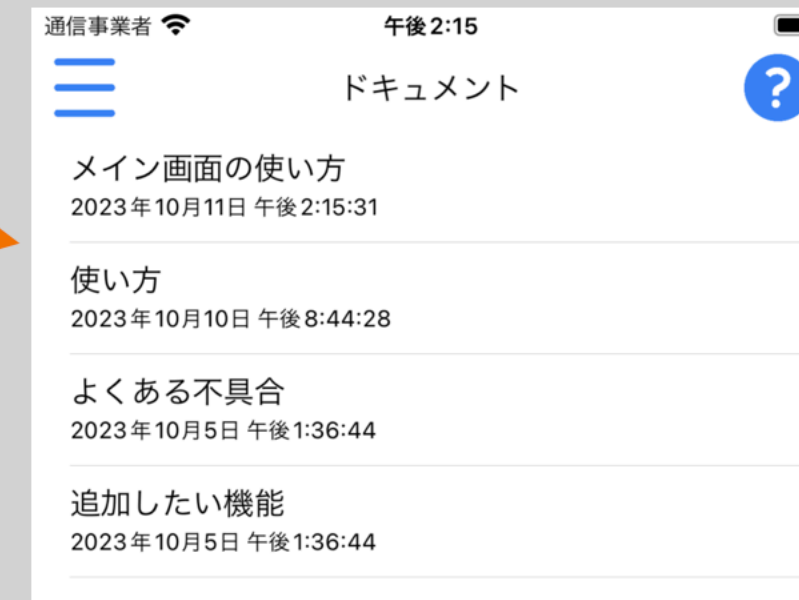 通信事業者 午後2:15
ドキュメント ?
メイン画面の使い方
2023年10月11日 午後2:15:31
使い方
2023年10月10日 午後8:44:28
よくある不具合
2023年10月5日 午後1:36:44
追加したい機能
2023年10月5日 午後1:36:44